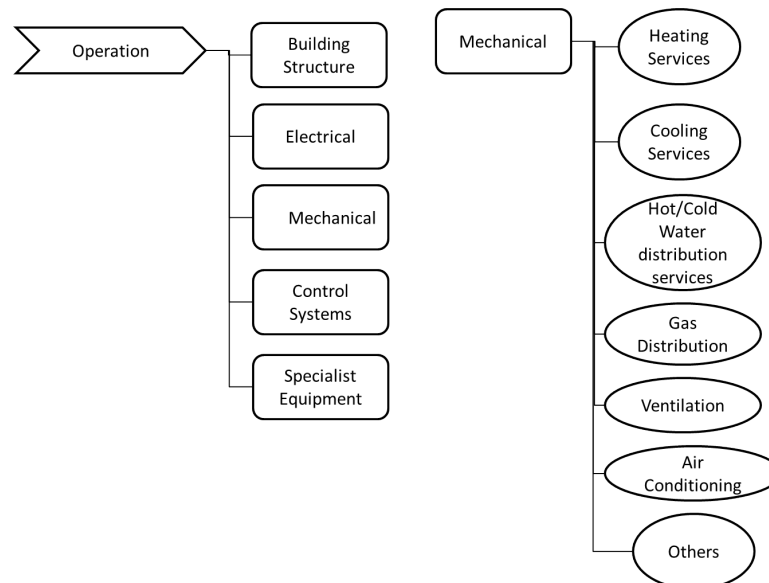 Operation
Building
Structure
Electrical
Mechanical
Control
Systems
Specialist
Equipment
Mechanical
Heating
Services
Cooling
Services
Hot/Cold
Water
distribution
services
Gas
Distribution
Ventilation
Air
Conditioning
Others